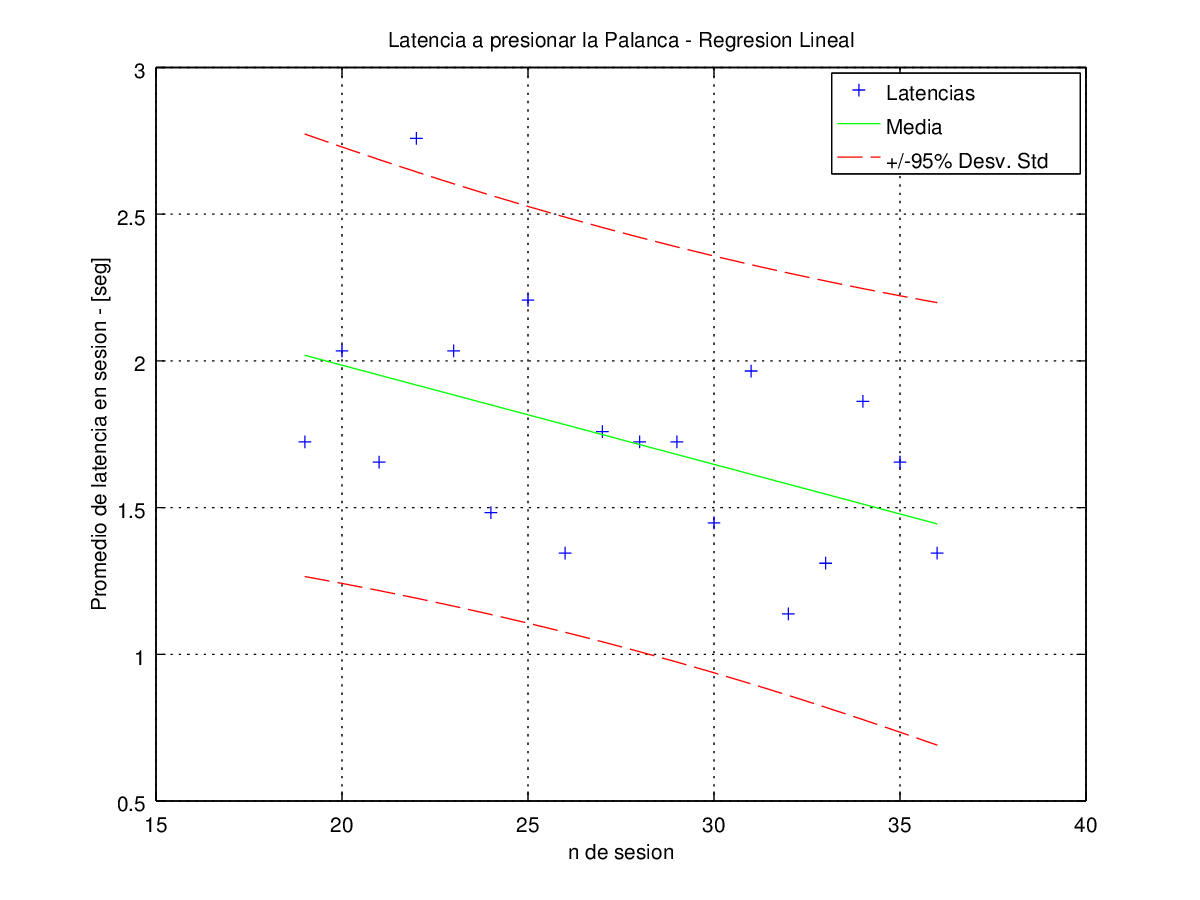 Latencia a presionar la Palanca - Regresion Lineal
3
2.5
2
1.5
1
0.5
15
20
25
30
35
40
Latencias
Media
+/-95% Desv. Std
Promedio de latencia en sesion - [seg]
n de sesion